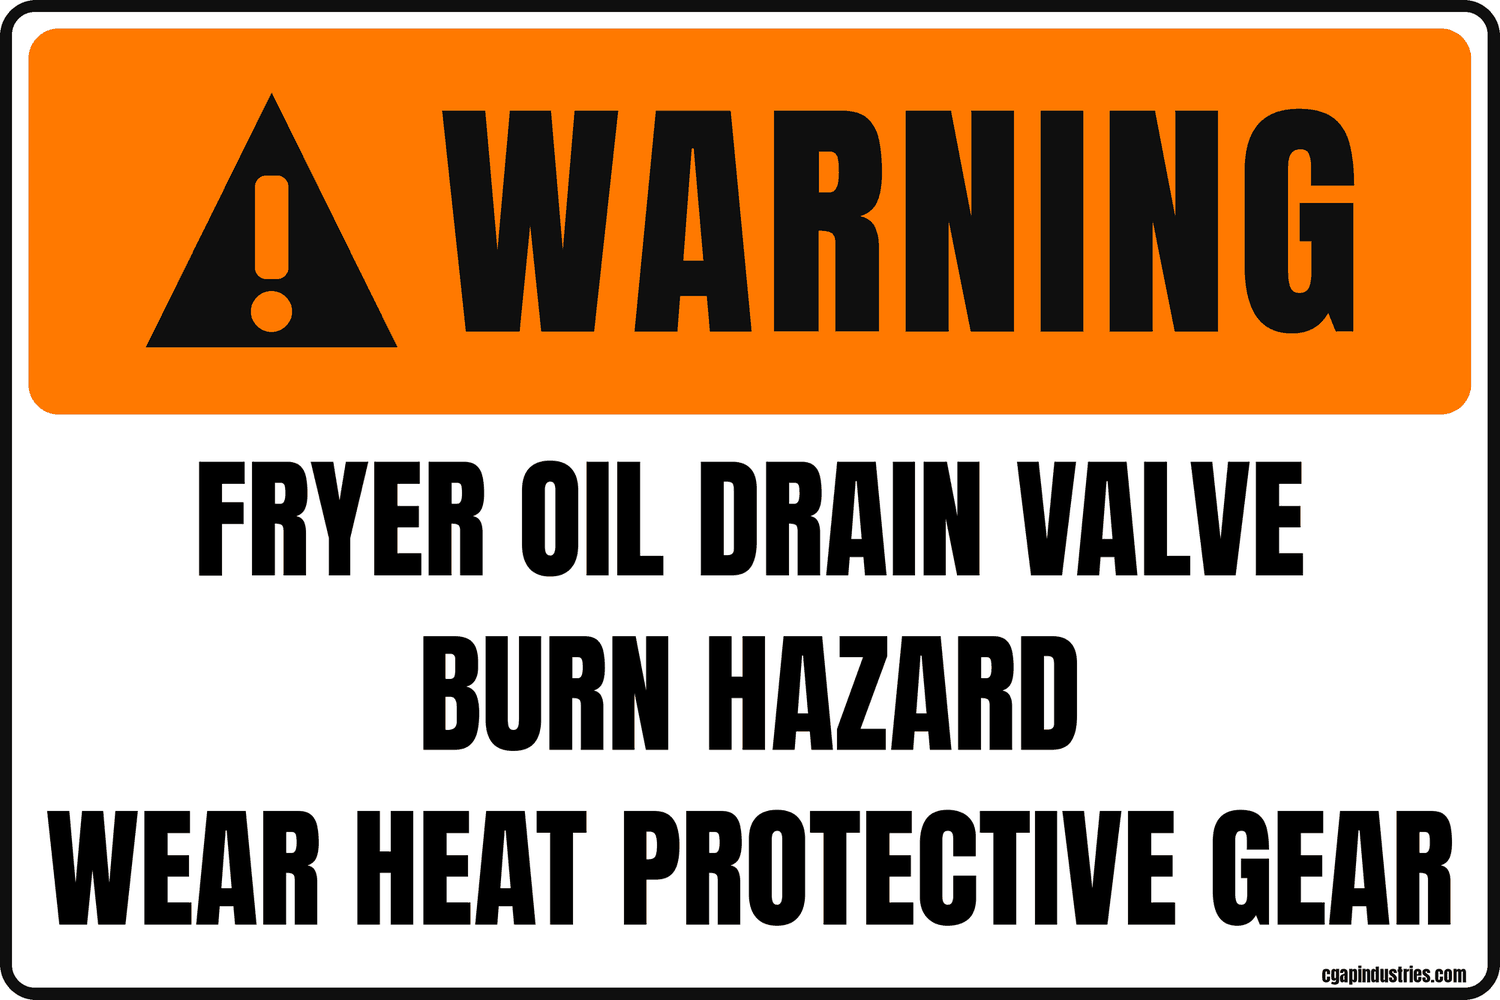 WARNING
FRYER OIL DRAIN VALVE
BURN HAZARD
WEAR HEAT PROTECTIVE GEAR
cgapindustries.com